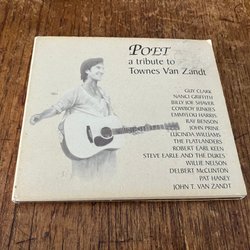 POET
a tribute to
Townes Van Zandt
GUY CLARK
NANCI GRIFFITH
BILLY JOE SHAVER
COWBOY JUNKIES
EMMYLOU HARRIS
RAY BENSON
JOHN PRINE
LUCINDA WILLIAMS
THE FLATLANDERS
ROBERT EARL KEEN
STEVE EARLE AND THE DUKES
WILLIE NELSON
DELBERT McCLINTON
PAT HANEY
JOHN T. VAN ZANDT